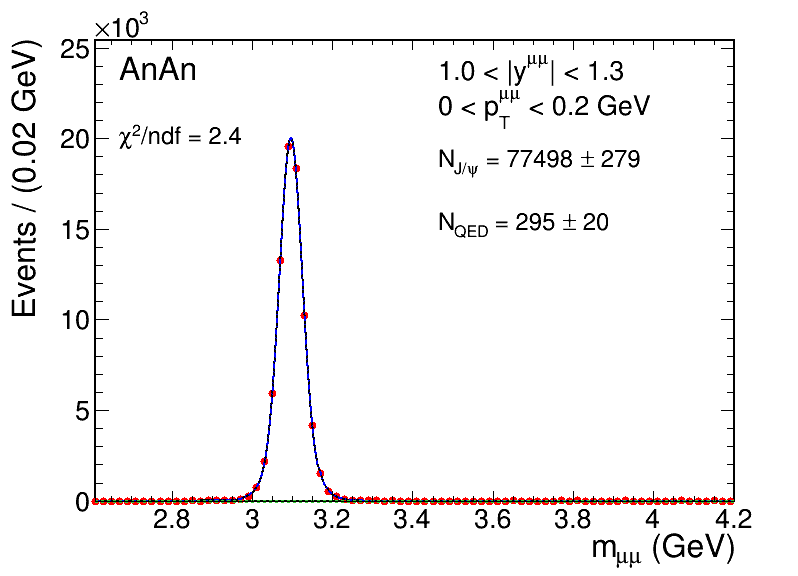 ×10³
25
20
15
10
5
0
Events / (0.02 GeV)
AnAn
χ²/ndf = 2.4
1.0 < |y^μμ| < 1.3
0 < p_T^μμ < 0.2 GeV
N_J/ψ = 77498 ± 279
N_QED = 295 ± 20
2.8 3 3.2 3.4 3.6 3.8 4 4.2
m_μμ (GeV)